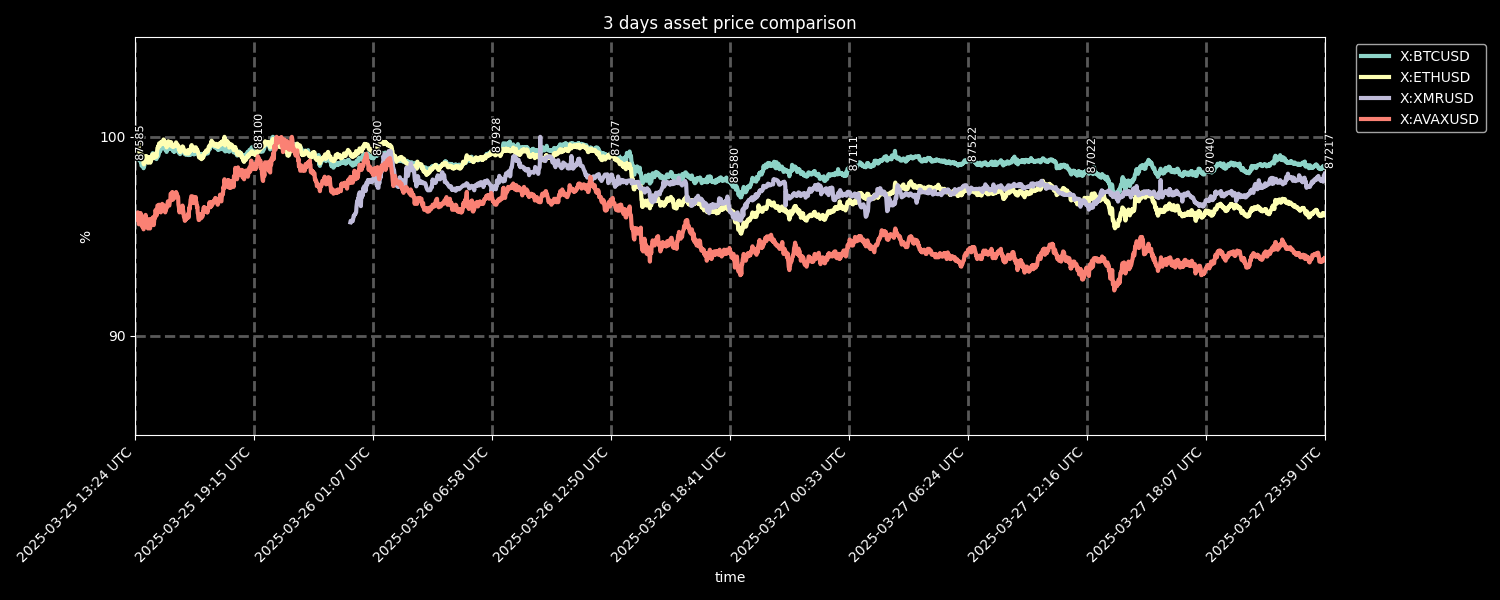 3 days asset price comparison
X:BTCUSD
X:ETHUSD
X:XMRUSD
X:AVAXUSD
100
90
%
87585
88100
87800
87928
87807
86580
87111
87522
87022
87040
87217
2025-03-25 13:24 UTC
2025-03-25 19:15 UTC
2025-03-26 01:07 UTC
2025-03-26 06:58 UTC
2025-03-26 12:50 UTC
2025-03-26 18:41 UTC
2025-03-27 00:33 UTC
2025-03-27 06:24 UTC
2025-03-27 12:16 UTC
2025-03-27 18:07 UTC
2025-03-27 23:59 UTC
time